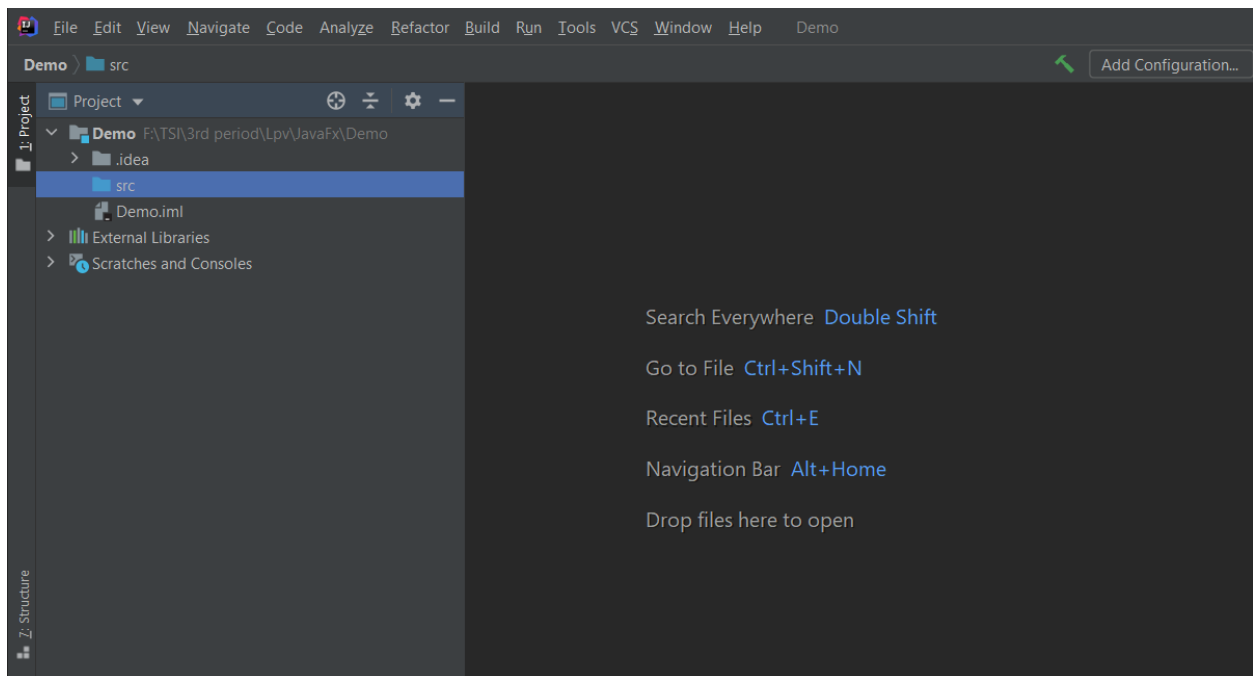 File Edit View Navigate Code Analyze Refactor Build Run Tools VCS Window Help Demo
Demo src Add Configuration...
1: Project
Project
Demo F:\TSI\3rd period\Lpv\JavaFx\Demo
.idea
src
Demo.iml
External Libraries
Scratches and Consoles
Search Everywhere Double Shift
Go to File Ctrl+Shift+N
Recent Files Ctrl+E
Navigation Bar Alt+Home
Drop files here to open
Z: Structure